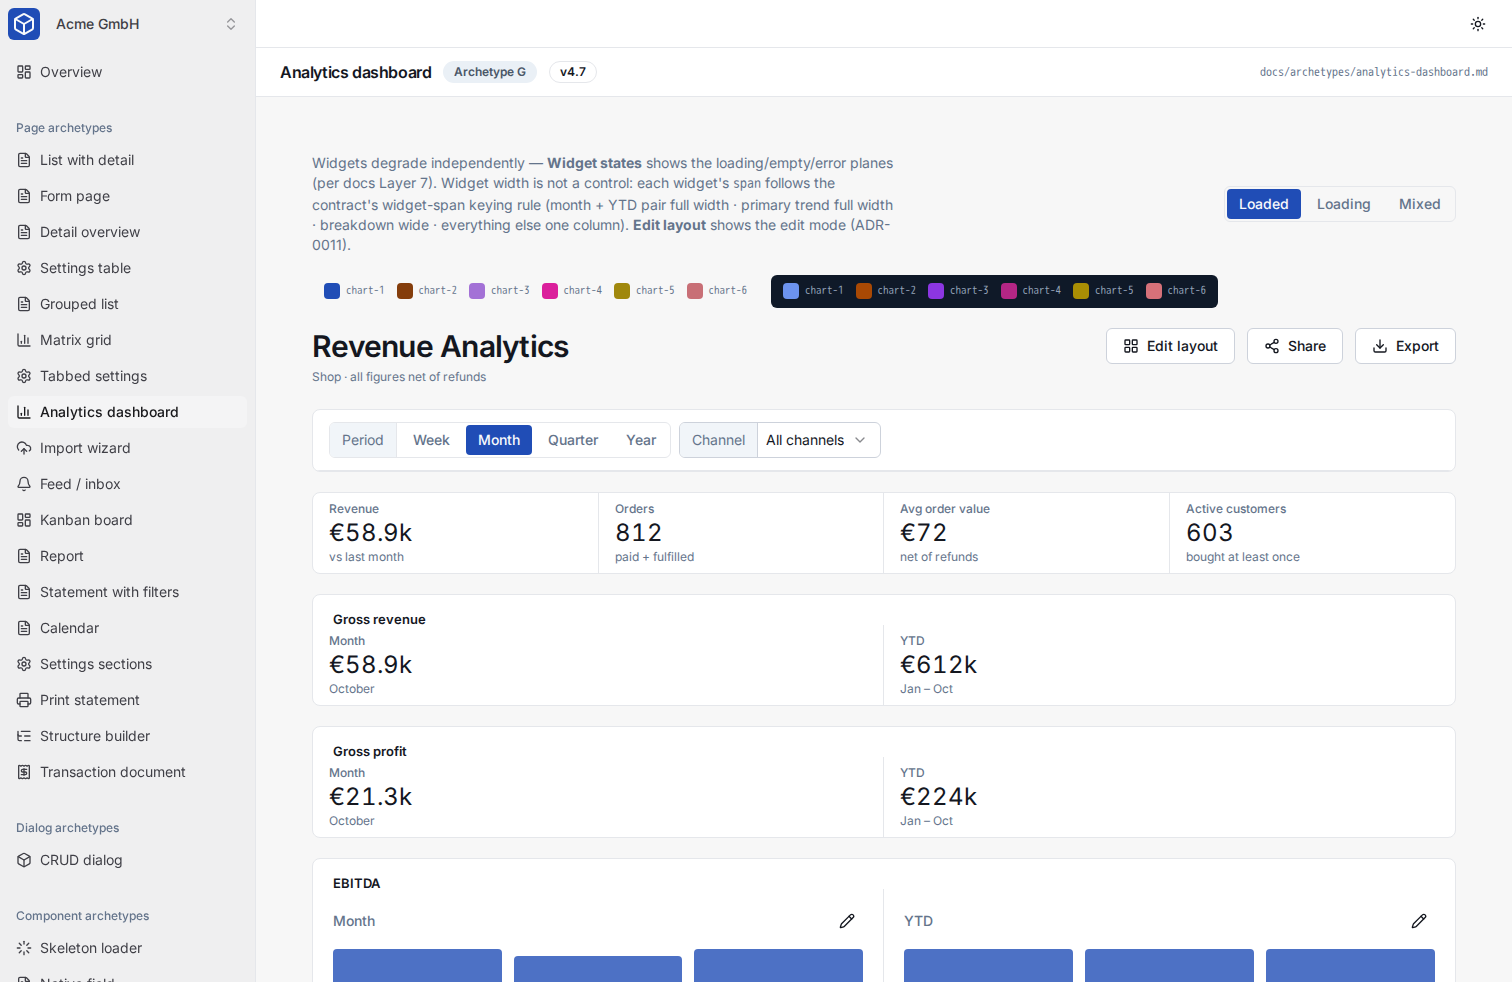 Acme GmbH
Overview
Page archetypes
List with detail
Form page
Detail overview
Settings table
Grouped list
Matrix grid
Tabbed settings
Analytics dashboard
Import wizard
Feed / inbox
Kanban board
Report
Statement with filters
Calendar
Settings sections
Print statement
Structure builder
Transaction document
Dialog archetypes
CRUD dialog
Component archetypes
Skeleton loader
Analytics dashboard Archetype G v4.7 docs/archetypes/analytics-dashboard.md
Widgets degrade independently — Widget states shows the loading/empty/error planes
(per docs Layer 7). Widget width is not a control: each widget's span follows the
contract's widget-span keying rule (month + YTD pair full width · primary trend full width
· breakdown wide · everything else one column). Edit layout shows the edit mode (ADR-
0011).
Loaded Loading Mixed
chart-1 chart-2 chart-3 chart-4 chart-5 chart-6 chart-1 chart-2 chart-3 chart-4 chart-5 chart-6
Revenue Analytics
Shop · all figures net of refunds
Edit layout Share Export
Period Week Month Quarter Year Channel All channels
Revenue
€58.9k
vs last month
Orders
812
paid + fulfilled
Avg order value
€72
net of refunds
Active customers
603
bought at least once
Gross revenue
Month
€58.9k
October
YTD
€612k
Jan – Oct
Gross profit
Month
€21.3k
October
YTD
€224k
Jan – Oct
EBITDA
Month
YTD